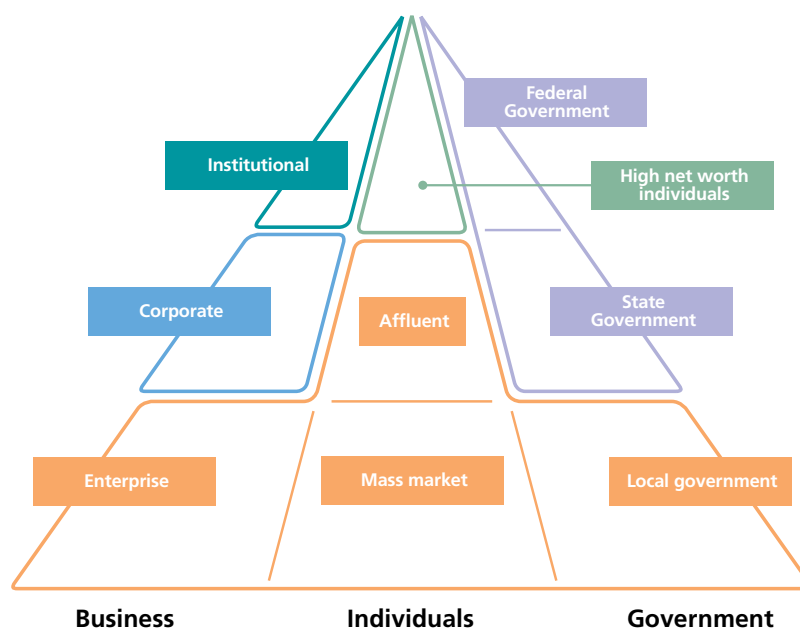 Federal
Government
Institutional
High net worth
individuals
Corporate
Affluent
State
Government
Enterprise
Mass market
Local government
Business
Individuals
Government